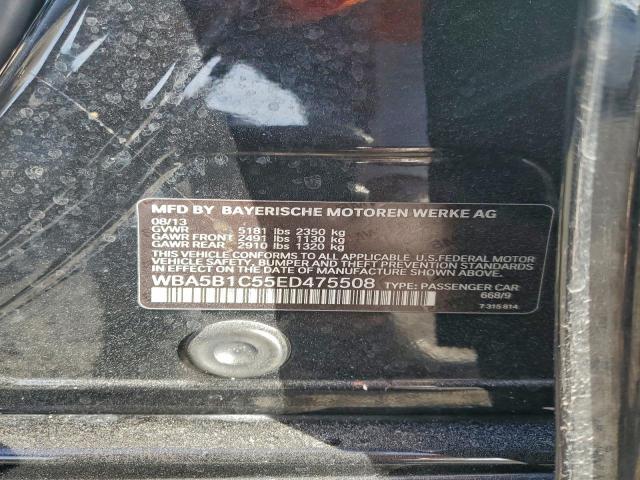 MFD BY BAYERISCHE MOTOREN WERKE AG
08/13
GVWR 5181 lbs 2350 kg
GAWR FRONT 2491 lbs 1130 kg
GAWR REAR 2910 lbs 1320 kg
THIS VEHICLE CONFORMS TO ALL APPLICABLE U.S.FEDERAL MOTOR
VEHICLE SAFETY, BUMPER AND THEFT PREVENTION STANDARDS IN
EFFECT ON THE DATE OF MANUFACTURE SHOWN ABOVE.
WBA5B1C55ED475508 TYPE: PASSENGER CAR
668/9
7 315 814